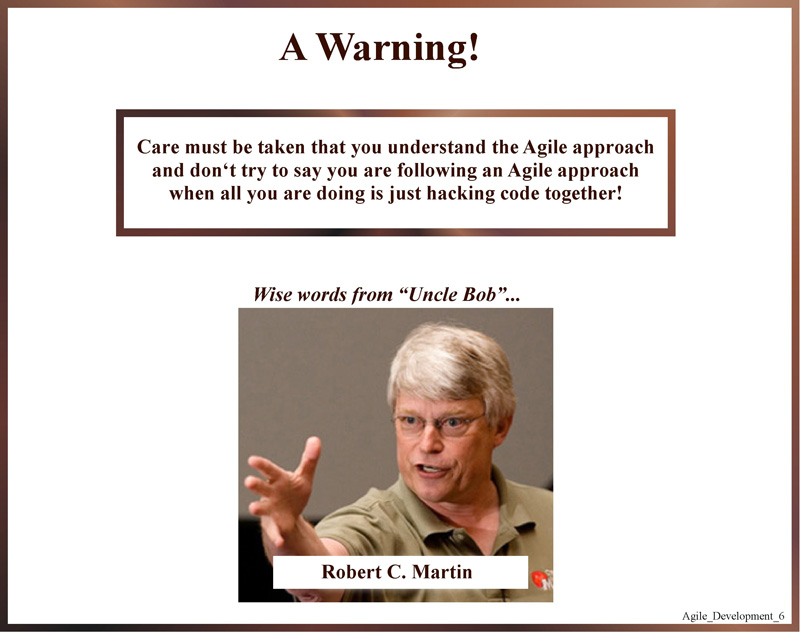 A Warning!
Care must be taken that you understand the Agile approach
and don‘t try to say you are following an Agile approach
when all you are doing is just hacking code together!
Wise words from “Uncle Bob”...
Robert C. Martin
Agile_Development_6